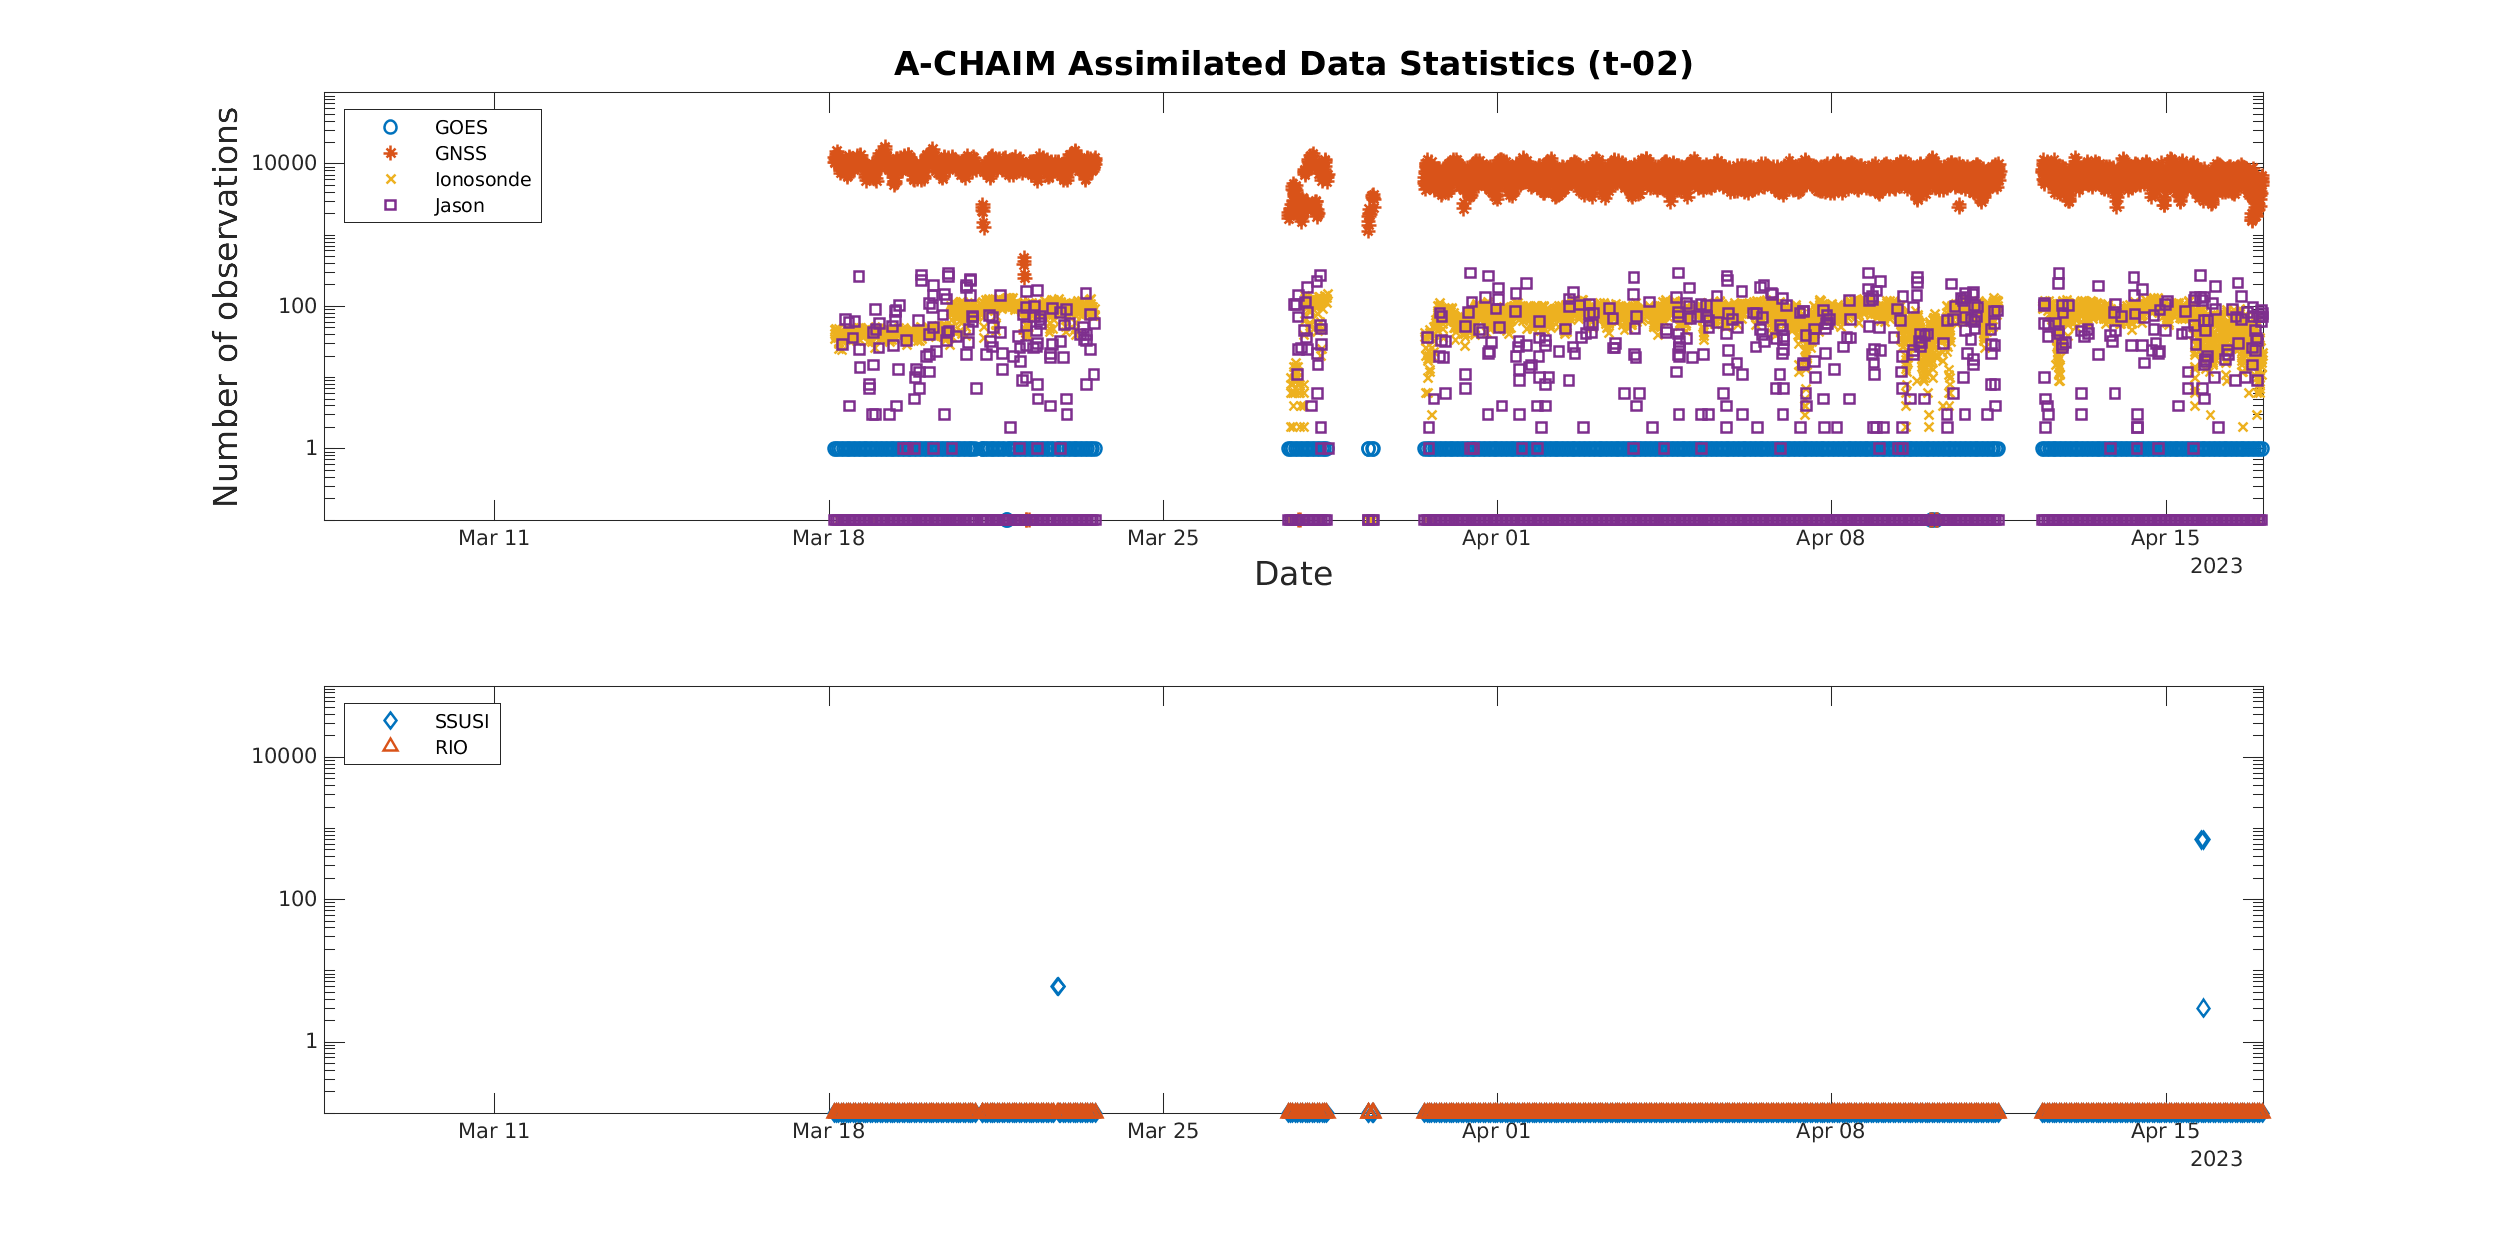 A-CHAIM Assimilated Data Statistics (t-02)
Number of observations
10000
100
1
GOES
GNSS
Ionosonde
Jason
Mar 11
Mar 18
Mar 25
Apr 01
Apr 08
Apr 15
2023
Date
10000
100
1
SSUSI
RIO
Mar 11
Mar 18
Mar 25
Apr 01
Apr 08
Apr 15
2023